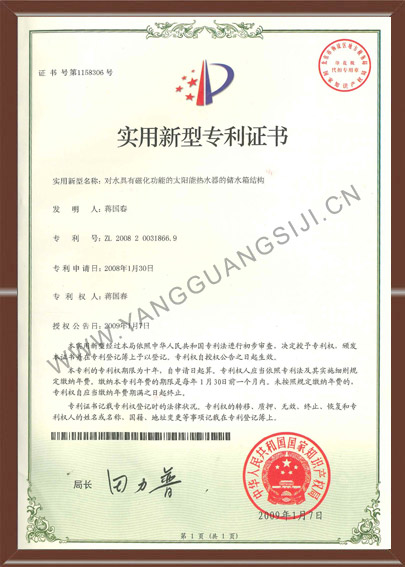 证 书 号 第1158306 号
实用新型专利证书
实用新型名称：对水具有磁化功能的太阳能热水器的储水箱结构
发 明 人：蒋国春
专 利 号：ZL 2008 2 0031866.9
专利申请日：2008年1月30日
专 利 权 人：蒋国春
授权公告日：2009年1月7日
本实用新型经过本局依照中华人民共和国专利法进行初步审查，决定授予专利权，颁发
本证书并在专利登记簿上予以登记。专利权自授权公告之日起生效。
本专利的专利权期限为十年，自申请日起算。专利权人应当依照专利法及其实施细则规
定缴纳年费。缴纳本专利年费的期限是每年1月30日前一个月内。未按照规定缴纳年费的，
专利权自应当缴纳年费期满之日起终止。
专利证书记载专利权登记时的法律状况。专利权的转移、质押、无效、终止、恢复和专
利权人的姓名或名称、国籍、地址变更等事项记载在专利登记簿上。
局长 田力普
中华人民共和国国家知识产权局
2009年1月7日
第 1 页 (共 1 页)
WWW.YANGGUANGSIJI.CN